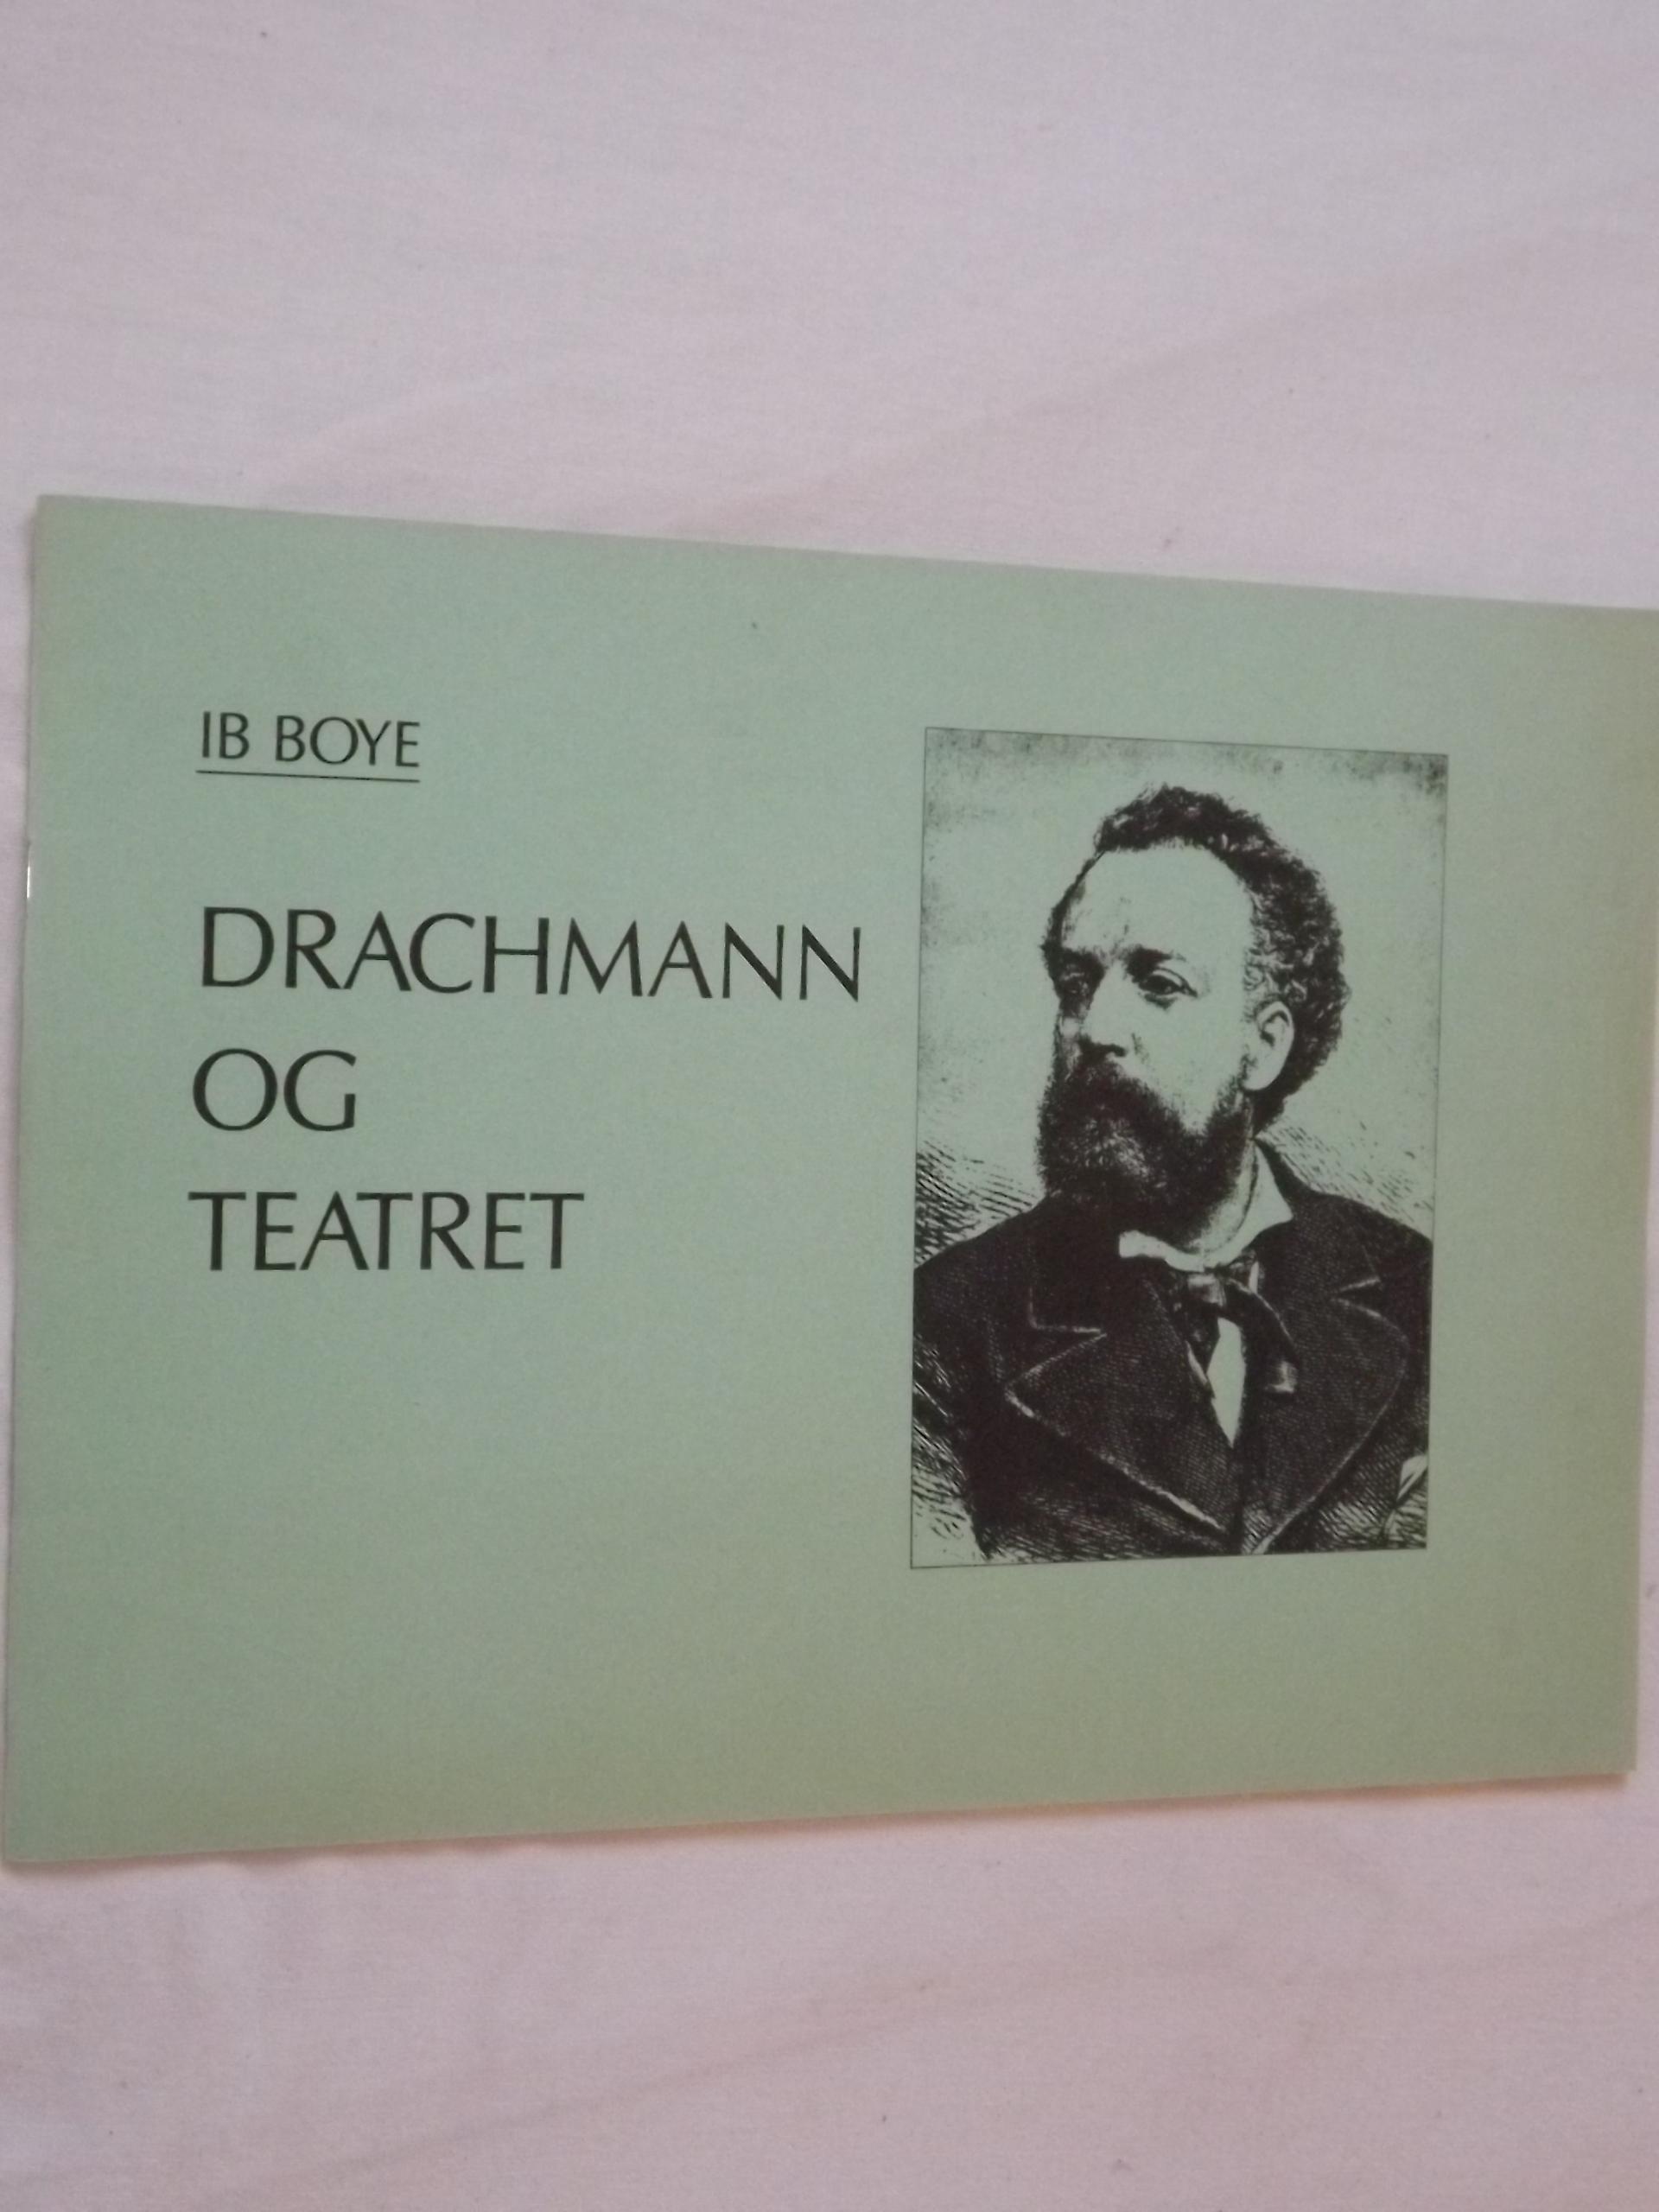 IB BOYE
DRACHMANN
OG
TEATRET